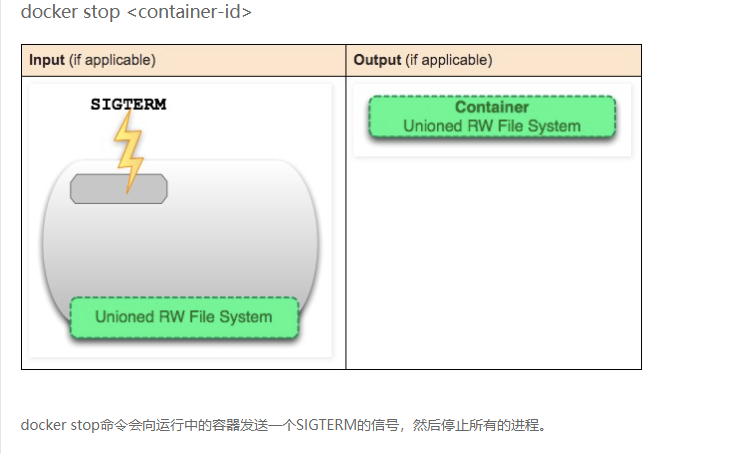 docker stop <container-id>
Input (if applicable)
Output (if applicable)
SIGTERM
Unioned RW File System
Container
Unioned RW File System
docker stop命令会向运行中的容器发送一个SIGTERM的信号，然后停止所有的进程。